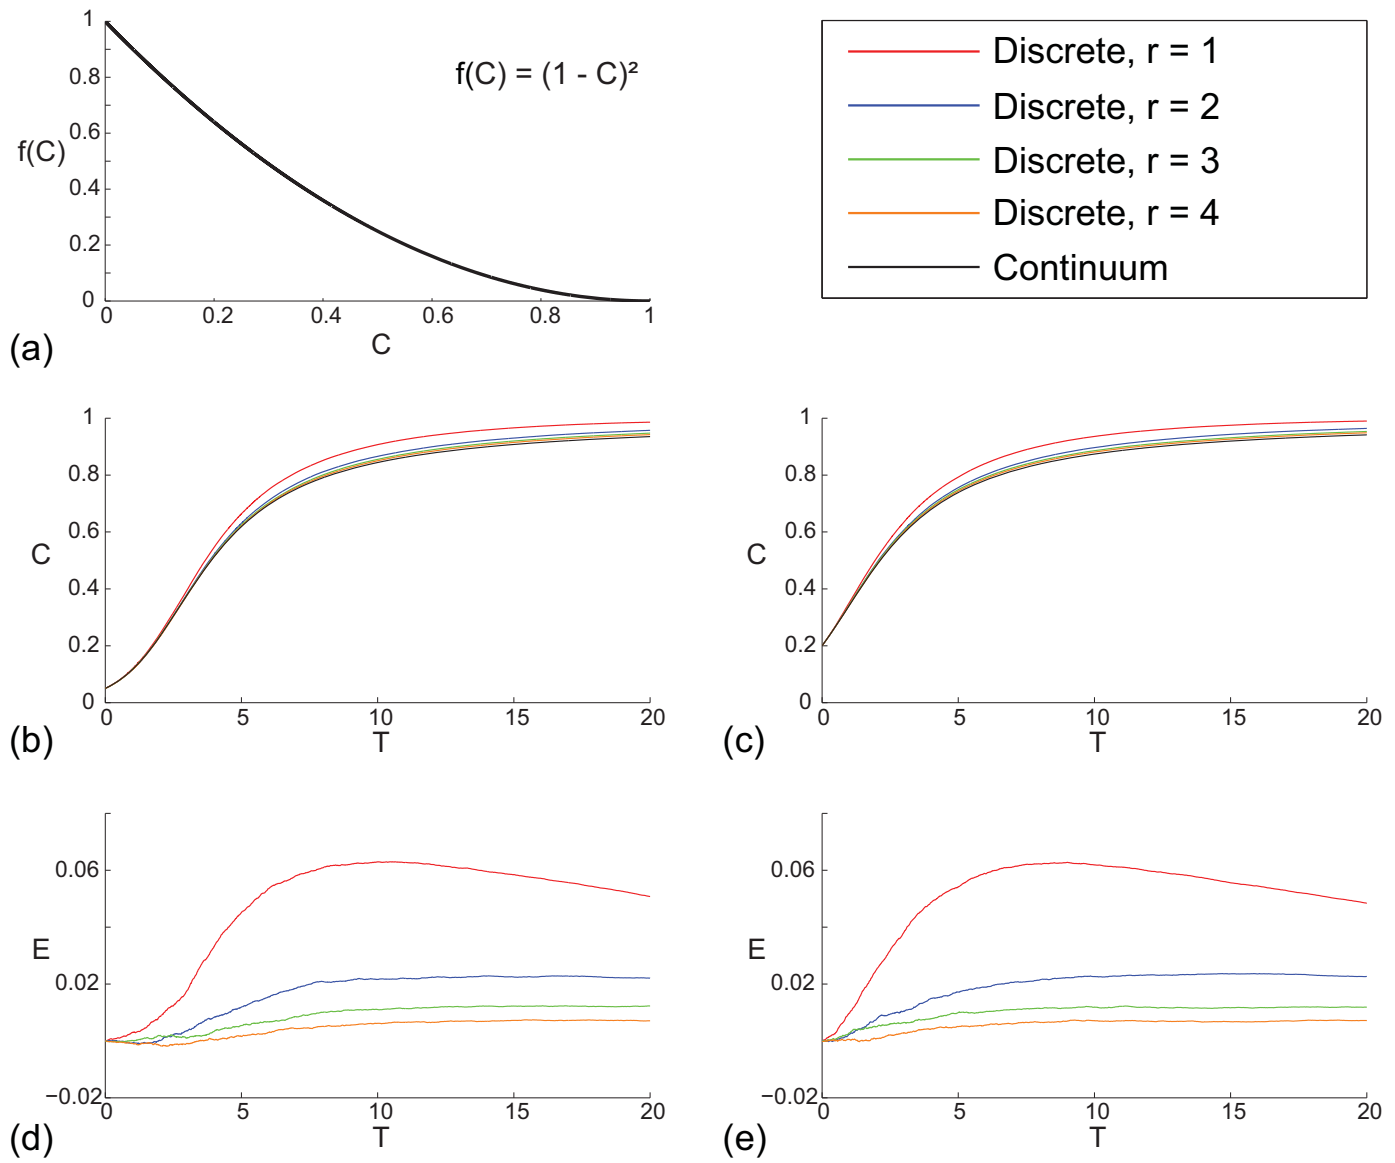 1
0.8
0.6
f(C)
0.4
0.2
0
0 0.2 0.4 0.6 0.8 1
C
f(C) = (1 - C)²
(a)
Discrete, r = 1
Discrete, r = 2
Discrete, r = 3
Discrete, r = 4
Continuum
1
0.8
0.6
C
0.4
0.2
0
0 5 10 15 20
T
(b)
1
0.8
0.6
C
0.4
0.2
0
0 5 10 15 20
T
(c)
0.06
E
0.02
−0.02
0 5 10 15 20
T
(d)
0.06
E
0.02
−0.02
0 5 10 15 20
T
(e)